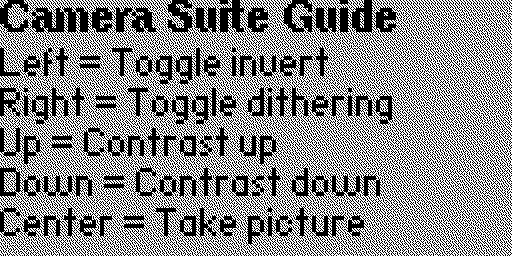 Camera Suite Guide
Left = Toggle invert
Right = Toggle dithering
Up = Contrast up
Down = Contrast down
Center = Take picture